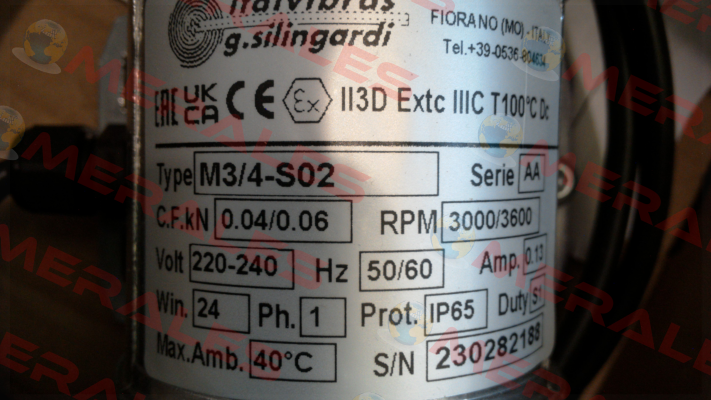 italvibras
g.silingardi
FIORANO (MO) - ITALY
Tel.+39-0536-804634
EAC UK CA CE Ex II3D Extc IIIC T100°C Dc
Type M3/4-S02 Serie AA
C.F.kN 0.04/0.06 RPM 3000/3600
Volt 220-240 Hz 50/60 Amp. 0.13
Win. 24 Ph. 1 Prot. IP65 Duty S1
Max.Amb. 40°C S/N 230282188
MERALES